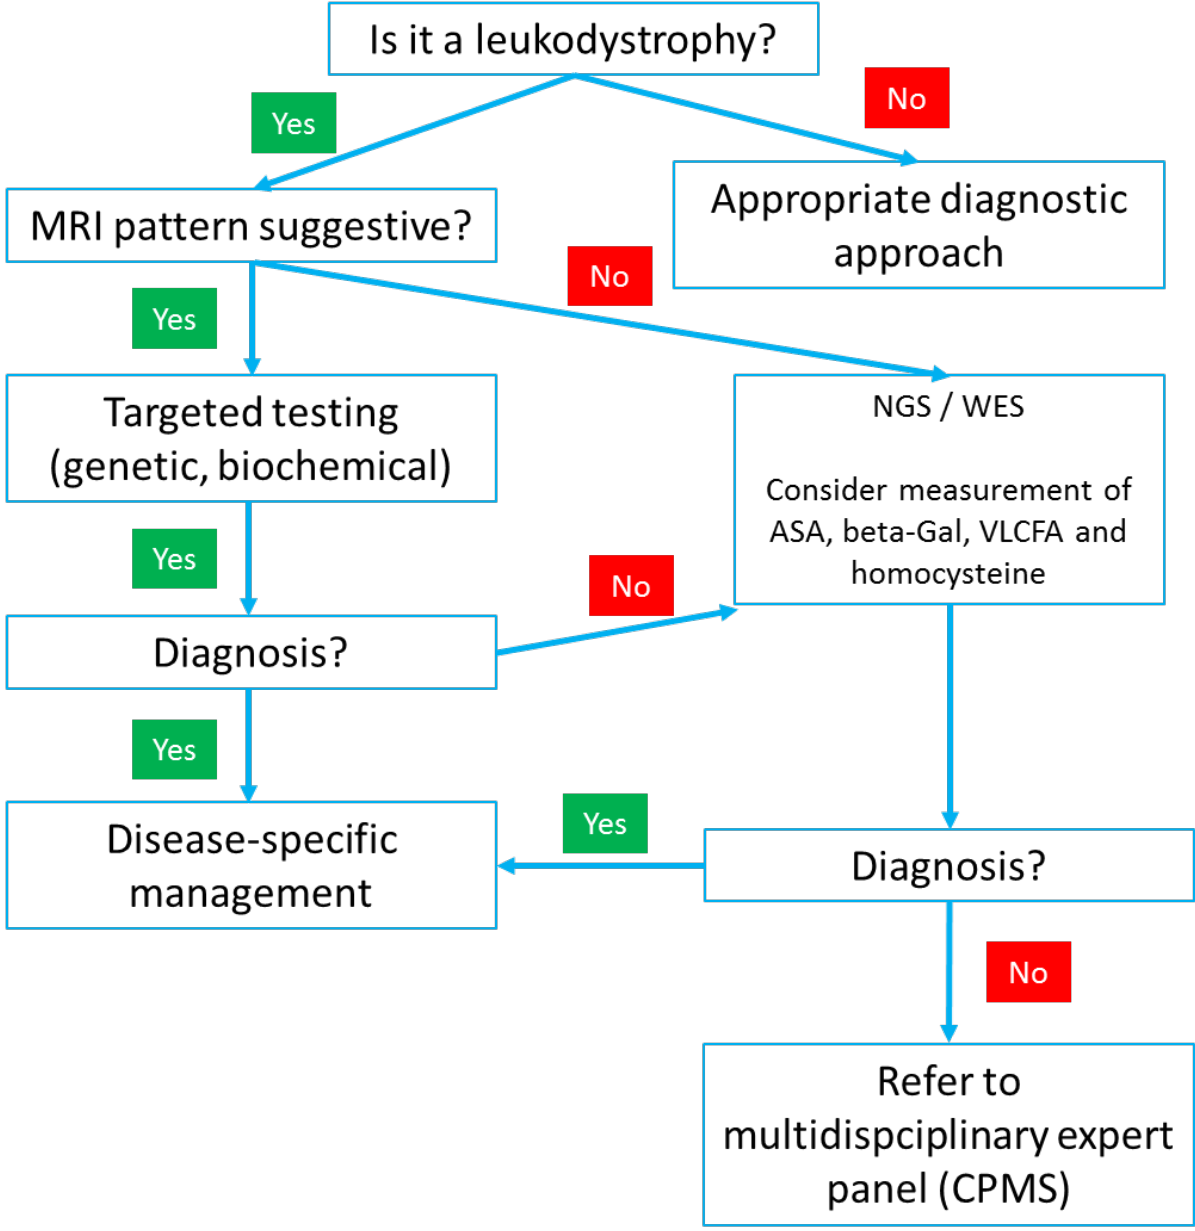 Is it a leukodystrophy?
Yes
No
MRI pattern suggestive?
Appropriate diagnostic
approach
Yes
No
Targeted testing
(genetic, biochemical)
NGS / WES
Consider measurement of
ASA, beta-Gal, VLCFA and
homocysteine
Yes
No
Diagnosis?
Yes
Disease-specific
management
Yes
Diagnosis?
No
Refer to
multidispciplinary expert
panel (CPMS)